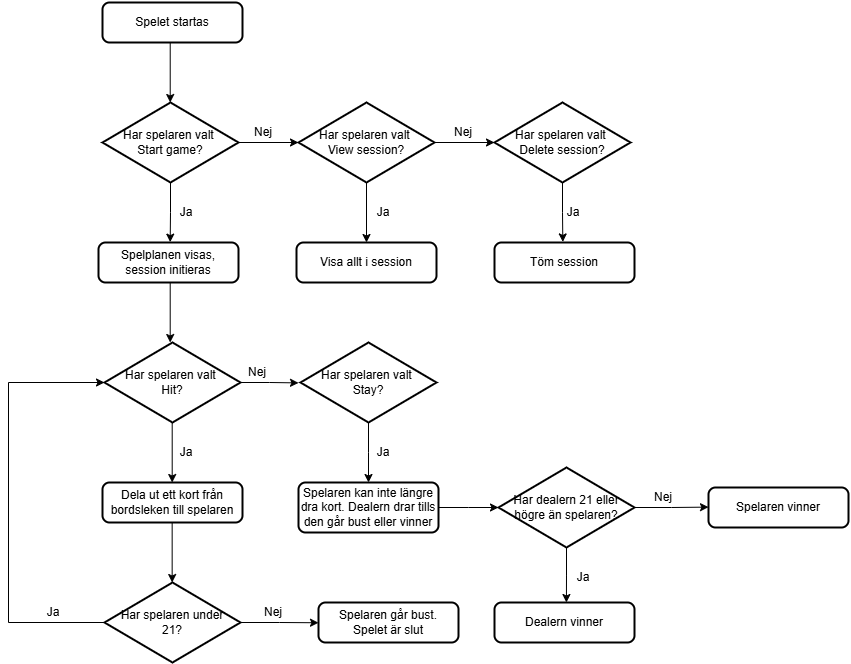 Spelet startas
Har spelaren valt
Start game?
Nej
Har spelaren valt
View session?
Nej
Har spelaren valt
Delete session?
Ja
Ja
Ja
Spelplanen visas,
session initieras
Visa allt i session
Töm session
Har spelaren valt
Hit?
Nej
Har spelaren valt
Stay?
Ja
Ja
Dela ut ett kort från
bordsleken till spelaren
Spelaren kan inte längre
dra kort. Dealern drar tills
den går bust eller vinner
Har dealern 21 eller
högre än spelaren?
Nej
Spelaren vinner
Ja
Dealern vinner
Har spelaren under
21?
Ja
Nej
Spelaren går bust.
Spelet är slut